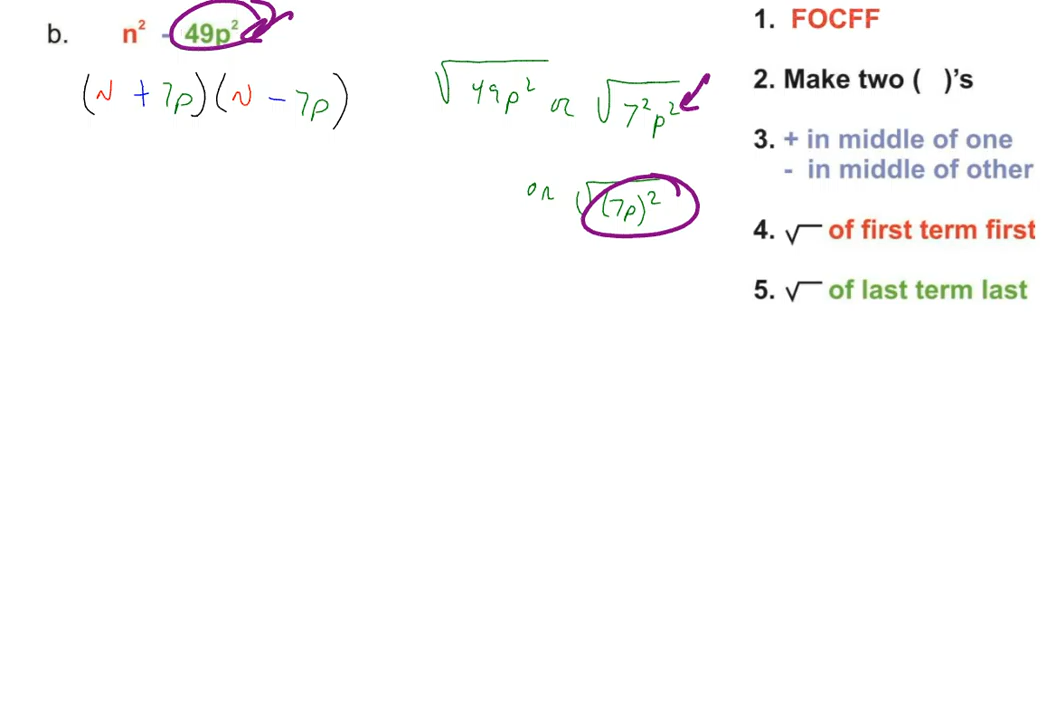 b. n² - 49p²
(N + 7p)(N - 7p)
√49p² or √7²p²
or √(7p)²
1. FOCFF
2. Make two ( )’s
3. + in middle of one
- in middle of other
4. √ of first term first
5. √ of last term last